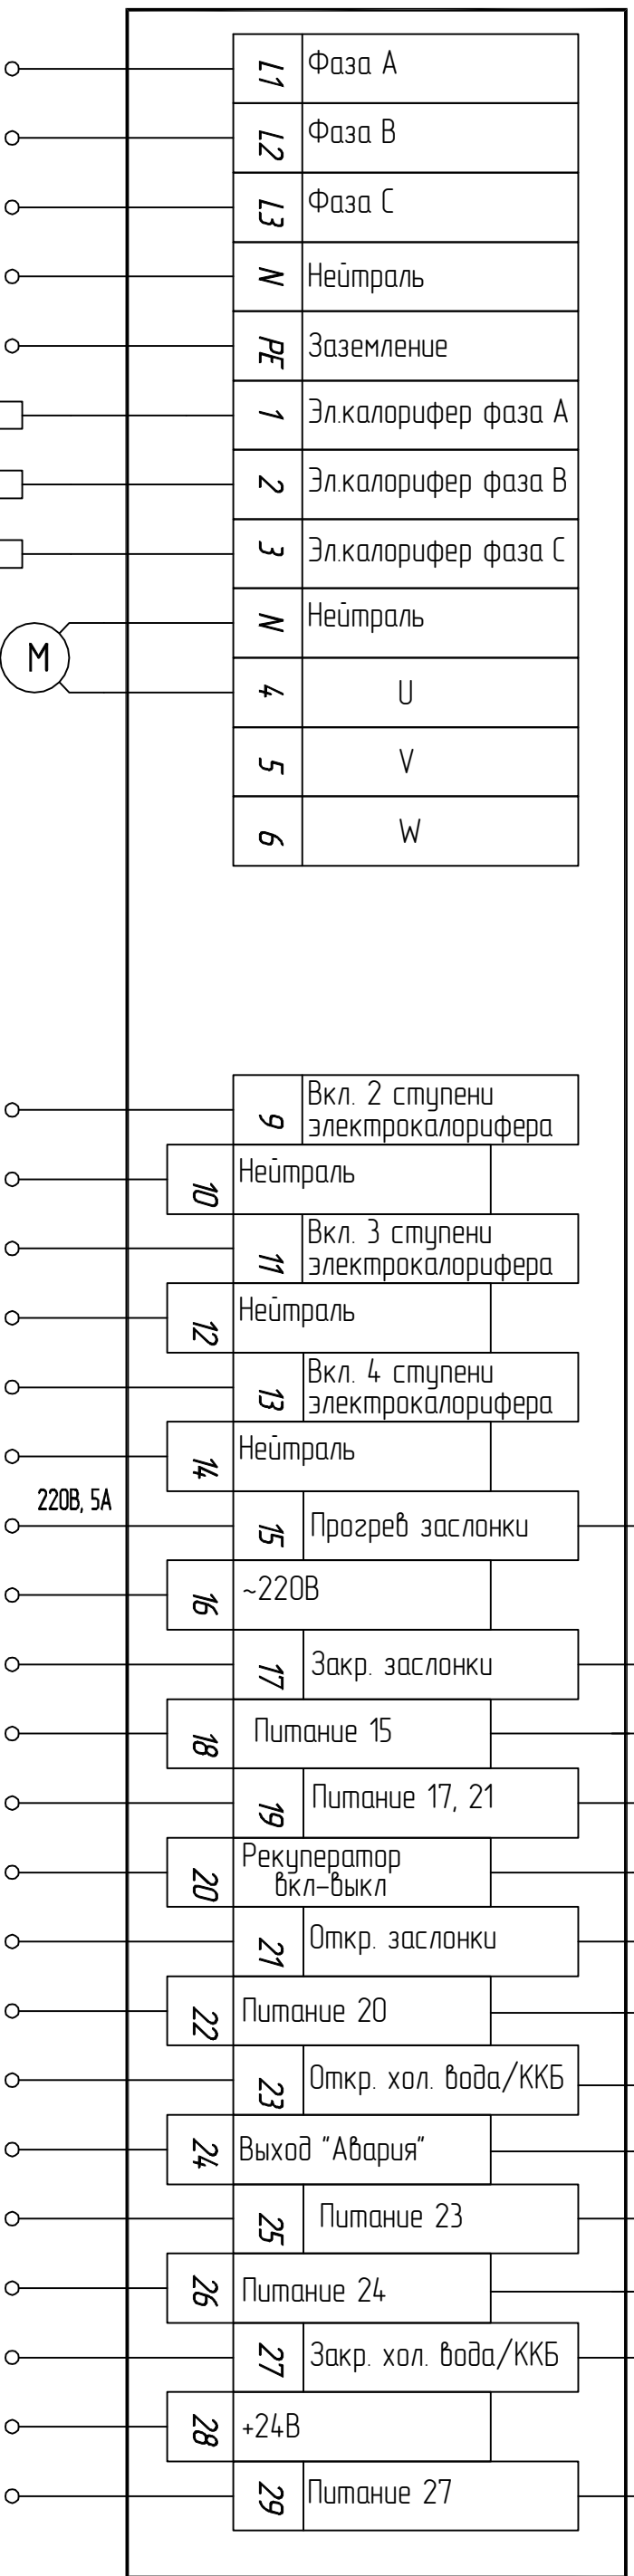 L1 Фаза А
L2 Фаза В
L3 Фаза С
N Нейтраль
PE Заземление
1 Эл.калорифер фаза А
2 Эл.калорифер фаза В
3 Эл.калорифер фаза С
N Нейтраль
M
4 U
5 V
6 W
9 Вкл. 2 ступени
электрокалорифера
10 Нейтраль
11 Вкл. 3 ступени
электрокалорифера
12 Нейтраль
13 Вкл. 4 ступени
электрокалорифера
14 Нейтраль
220В, 5А
15 Прогрев заслонки
16 ~220В
17 Закр. заслонки
18 Питание 15
19 Питание 17, 21
20 Рекуператор
вкл-выкл
21 Откр. заслонки
22 Питание 20
23 Откр. хол. вода/ККБ
24 Выход "Авария"
25 Питание 23
26 Питание 24
27 Закр. хол. вода/ККБ
28 +24В
29 Питание 27